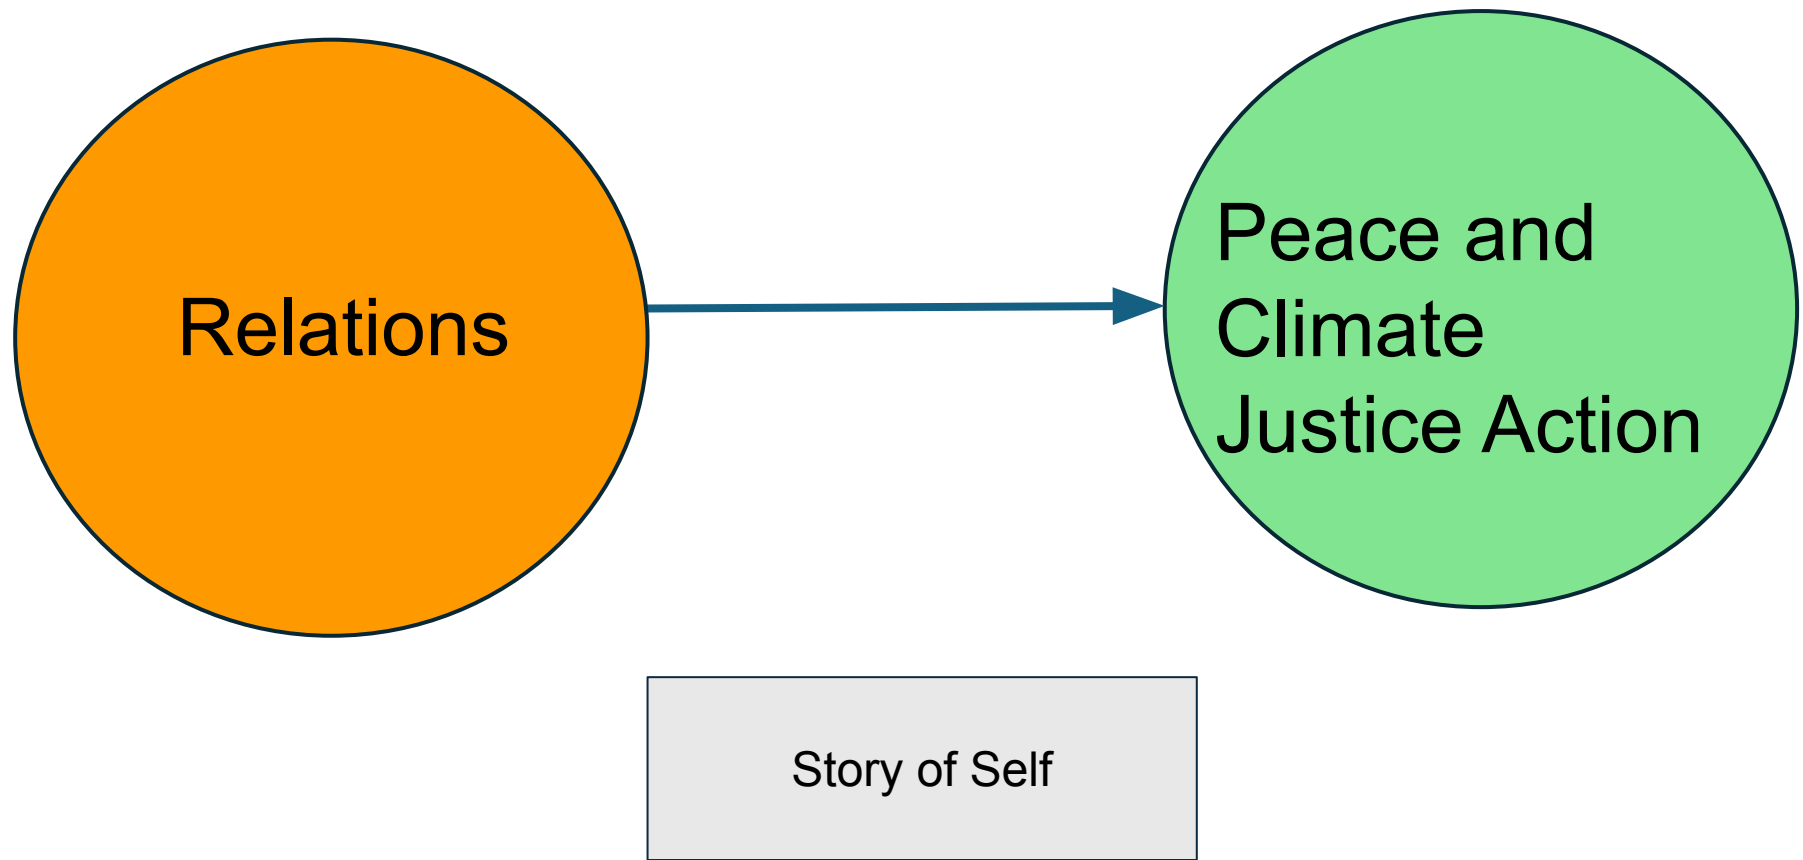 Relations
Peace and
Climate
Justice Action
Story of Self